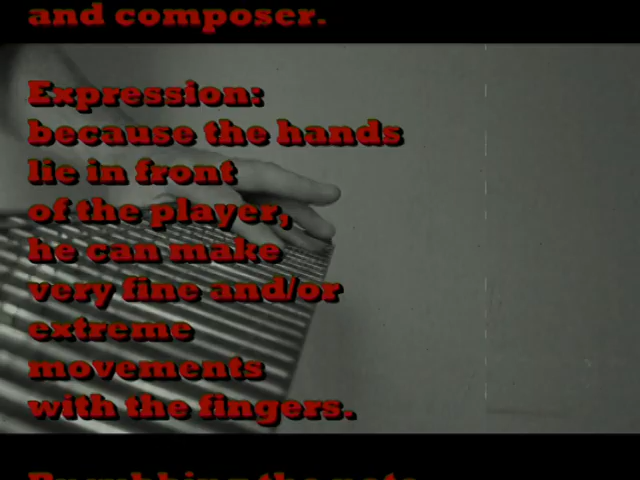 and composer.
Expression:
because the hands
lie in front
of the player,
he can make
very fine and/or
extreme
movements
with the fingers.